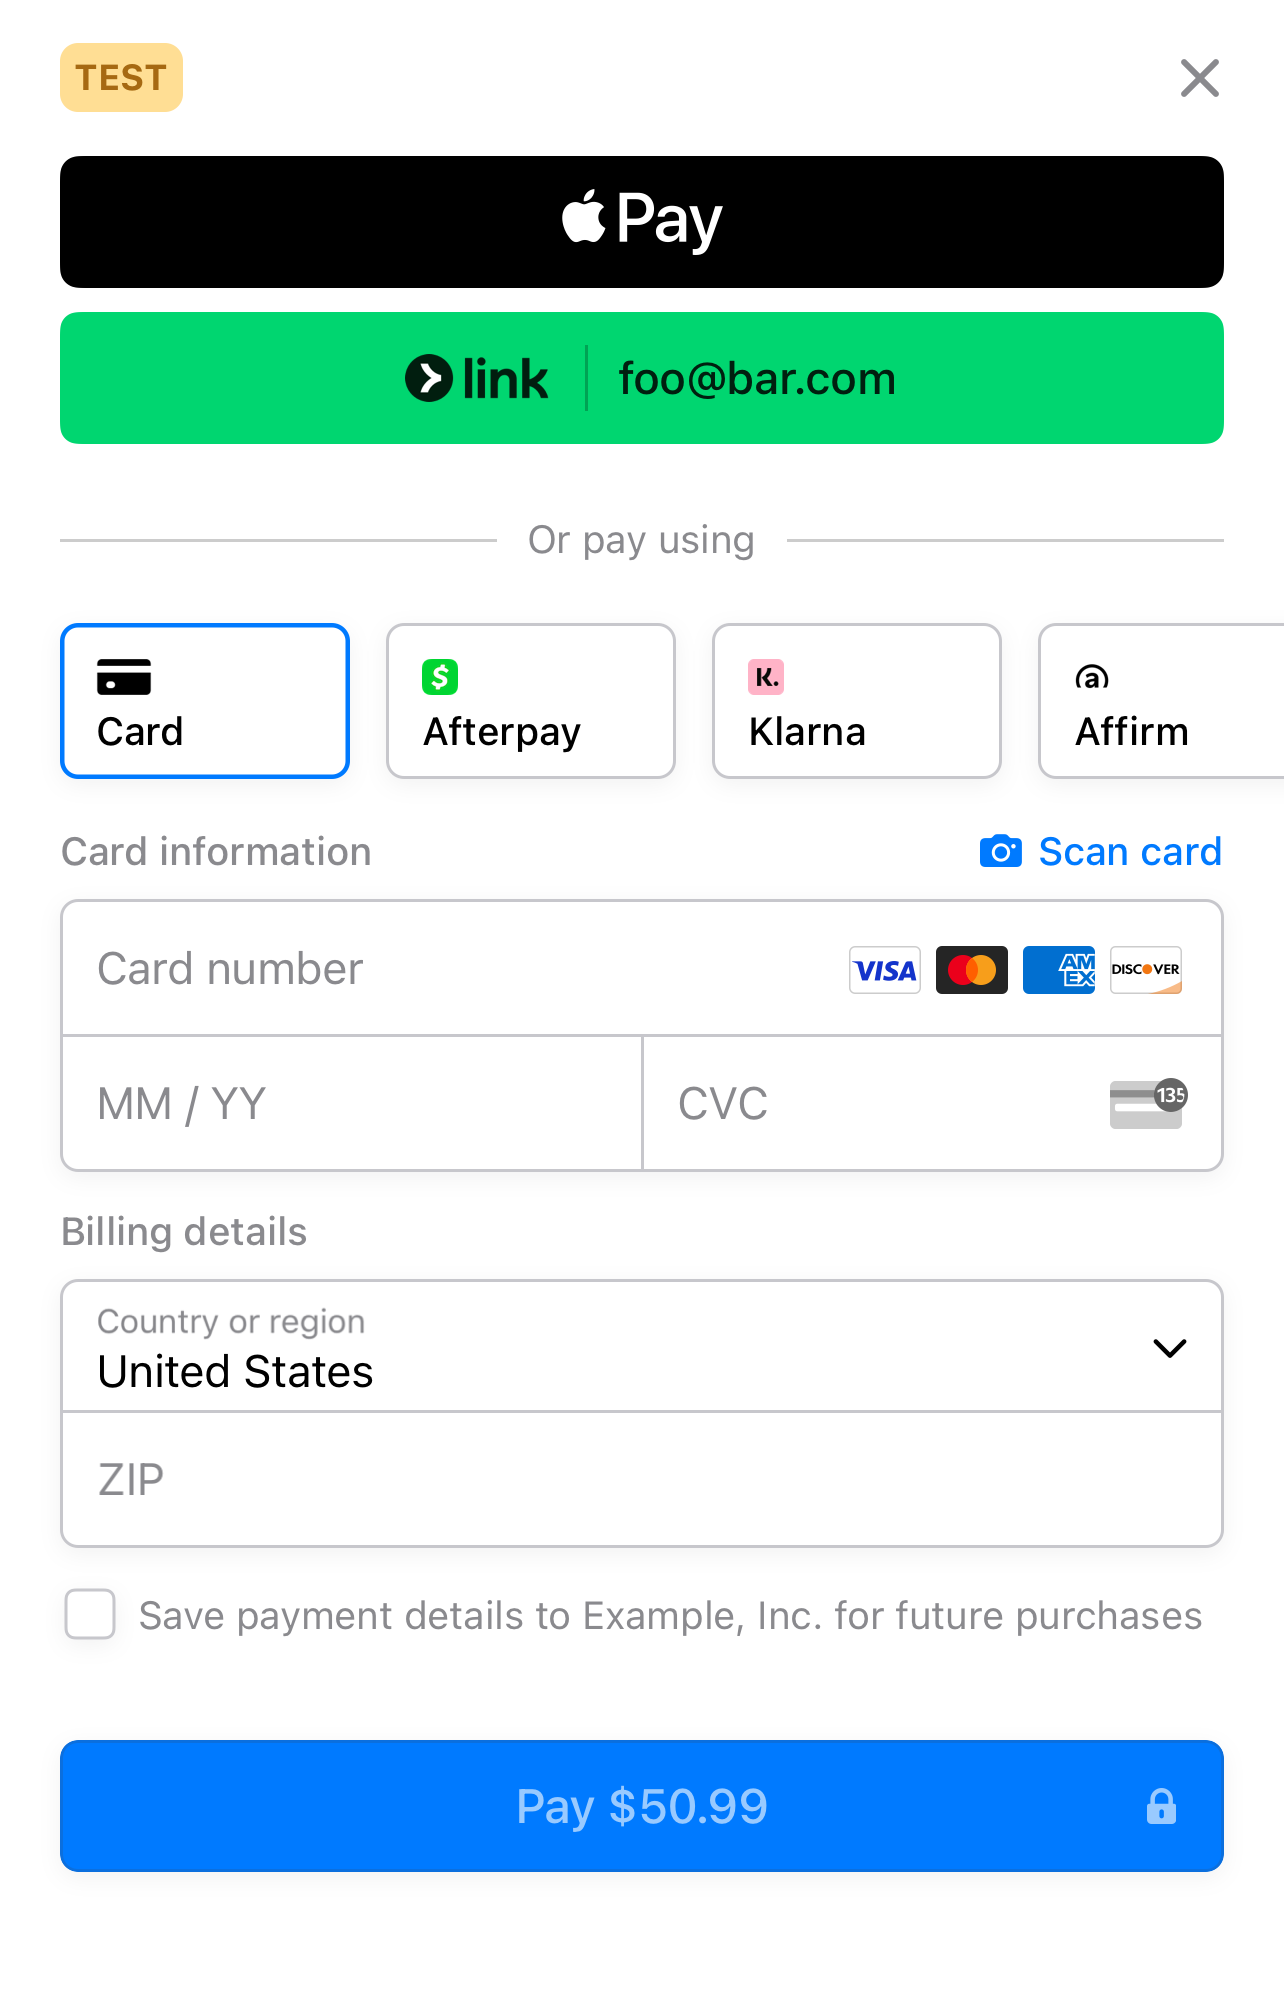 TEST
Pay
link foo@bar.com
Or pay using
Card
$
Afterpay
K.
Klarna
a
Affirm
Card information
Scan card
Card number
VISA
AM
EX
DISCOVER
MM / YY
CVC
135
Billing details
Country or region
United States
ZIP
Save payment details to Example, Inc. for future purchases
Pay $50.99